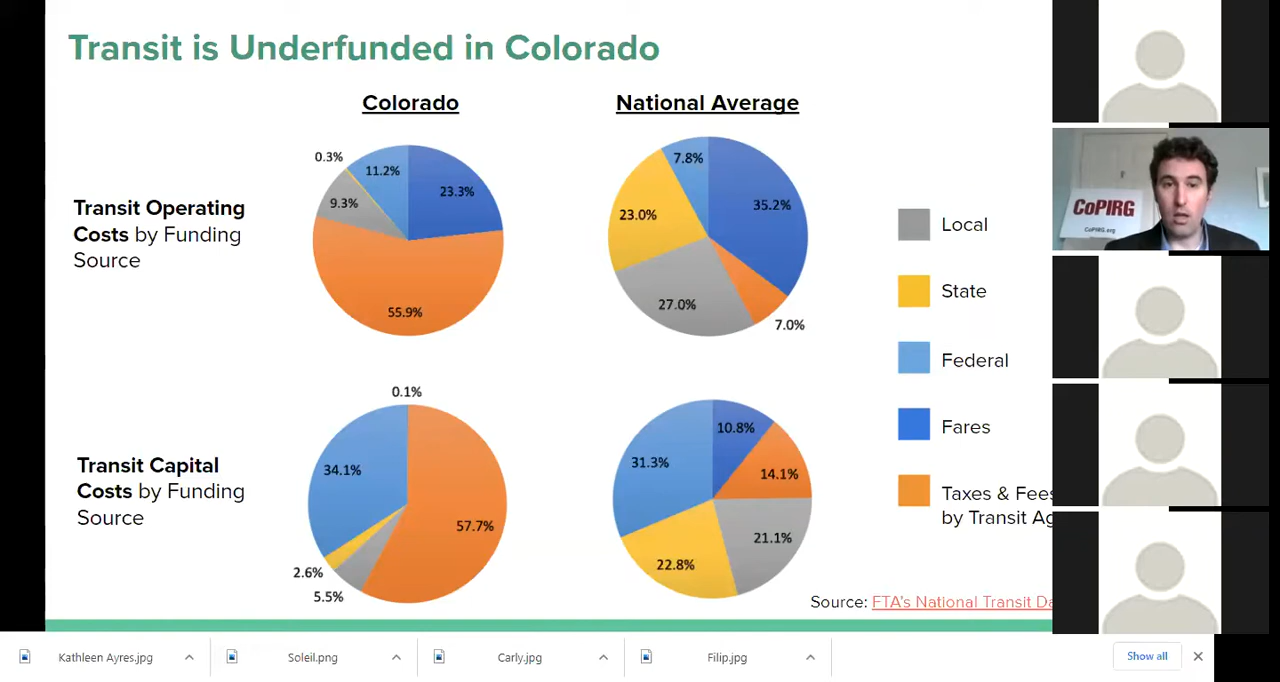 Transit is Underfunded in Colorado
Colorado
National Average
Transit Operating
Costs by Funding
Source
0.3%
11.2%
23.3%
9.3%
55.9%
7.8%
35.2%
23.0%
27.0%
7.0%
Transit Capital
Costs by Funding
Source
0.1%
34.1%
57.7%
2.6%
5.5%
10.8%
31.3%
14.1%
21.1%
22.8%
Local
State
Federal
Fares
Taxes & Fees
by Transit
Source: FTA's National Transit
CoPIRG
CoPIRG.org
Kathleen Ayres.jpg
Soleil.png
Carly.jpg
Filip.jpg
Show all